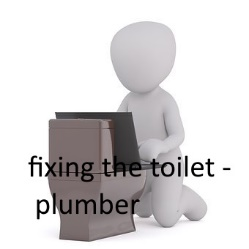 fixing the toilet -
plumber